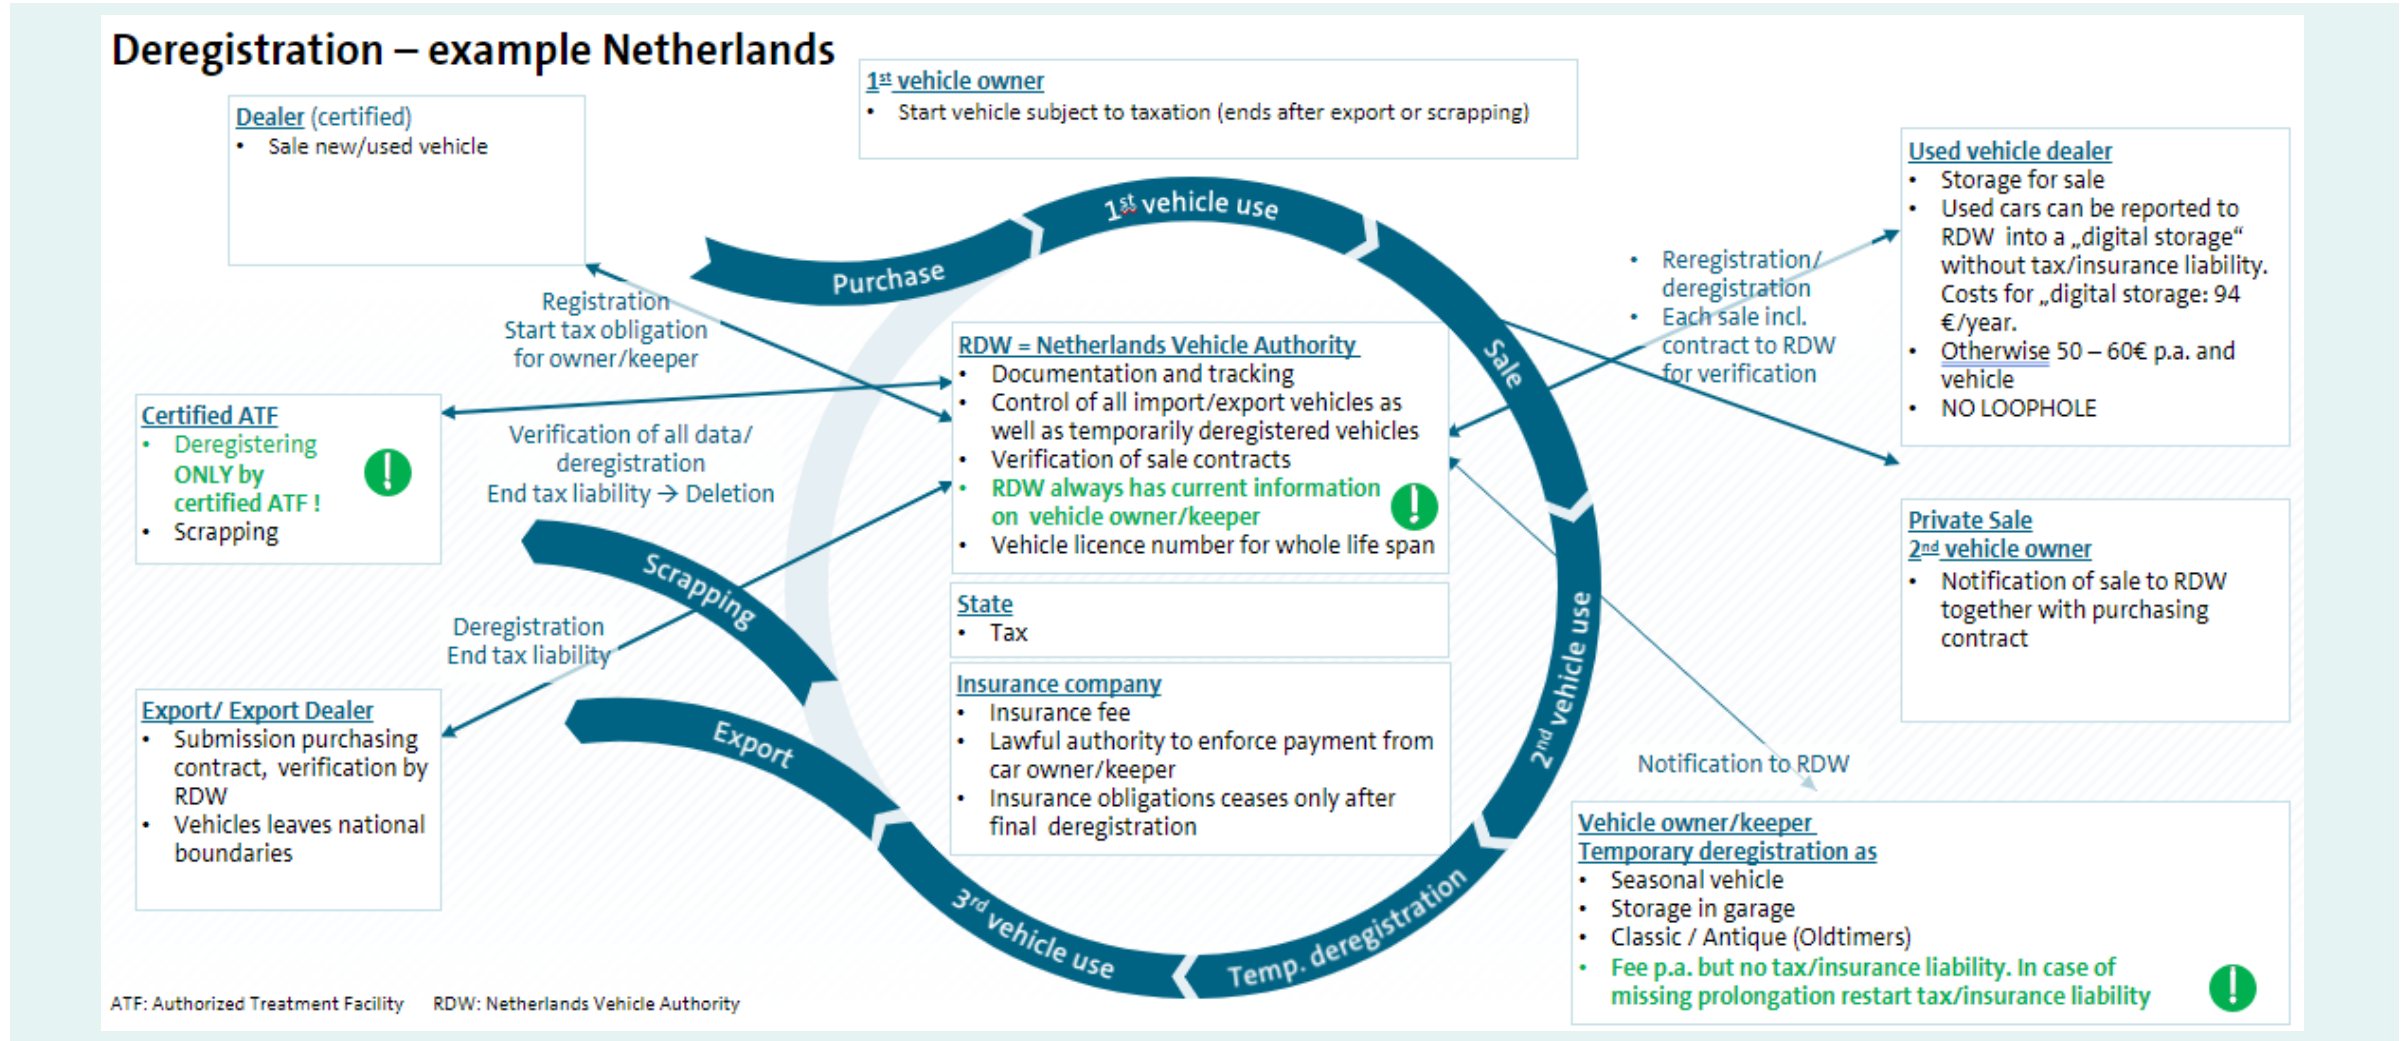 Deregistration – example Netherlands
1st vehicle owner
• Start vehicle subject to taxation (ends after export or scrapping)
Dealer (certified)
• Sale new/used vehicle
Used vehicle dealer
• Storage for sale
• Used cars can be reported to
RDW into a „digital storage“
without tax/insurance liability.
Costs for „digital storage: 94
€/year.
• Otherwise 50 – 60€ p.a. and
vehicle
• NO LOOPHOLE
Purchase
1st vehicle use
Sale
2nd vehicle use
Temp. deregistration
3rd vehicle use
Export
Scrapping
Registration
Start tax obligation
for owner/keeper
• Reregistration/
deregistration
• Each sale incl.
contract to RDW
for verification
RDW = Netherlands Vehicle Authority
• Documentation and tracking
• Control of all import/export vehicles as
well as temporarily deregistered vehicles
• Verification of sale contracts
• RDW always has current information
on vehicle owner/keeper
!
• Vehicle licence number for whole life span
Certified ATF
• Deregistering
ONLY by
certified ATF !
!
• Scrapping
Verification of all data/
deregistration
End tax liability → Deletion
State
• Tax
Private Sale
2nd vehicle owner
• Notification of sale to RDW
together with purchasing
contract
Deregistration
End tax liability
Insurance company
• Insurance fee
• Lawful authority to enforce payment from
car owner/keeper
• Insurance obligations ceases only after
final deregistration
Export/ Export Dealer
• Submission purchasing
contract, verification by
RDW
• Vehicles leaves national
boundaries
Notification to RDW
Vehicle owner/keeper
Temporary deregistration as
• Seasonal vehicle
• Storage in garage
• Classic / Antique (Oldtimers)
• Fee p.a. but no tax/insurance liability. In case of
missing prolongation restart tax/insurance liability
!
ATF: Authorized Treatment Facility RDW: Netherlands Vehicle Authority